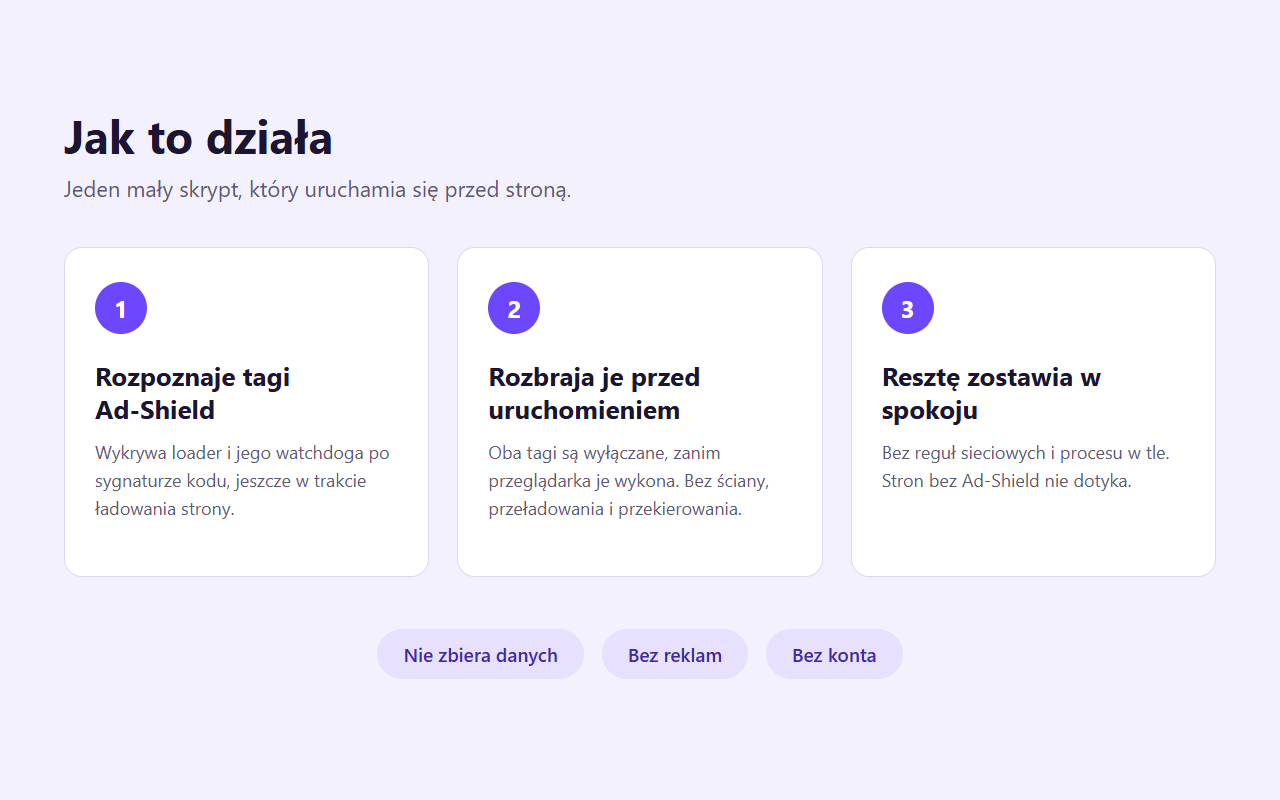 Jak to działa
Jeden mały skrypt, który uruchamia się przed stroną.
1
Rozpoznaje tagi
Ad-Shield
Wykrywa loader i jego watchdoga po
sygnaturze kodu, jeszcze w trakcie
ładowania strony.
2
Rozbraja je przed
uruchomieniem
Oba tagi są wyłączane, zanim
przeglądarka je wykona. Bez ściany,
przeładowania i przekierowania.
3
Resztę zostawia w
spokoju
Bez reguł sieciowych i procesu w tle.
Stron bez Ad-Shield nie dotyka.
Nie zbiera danych
Bez reklam
Bez konta